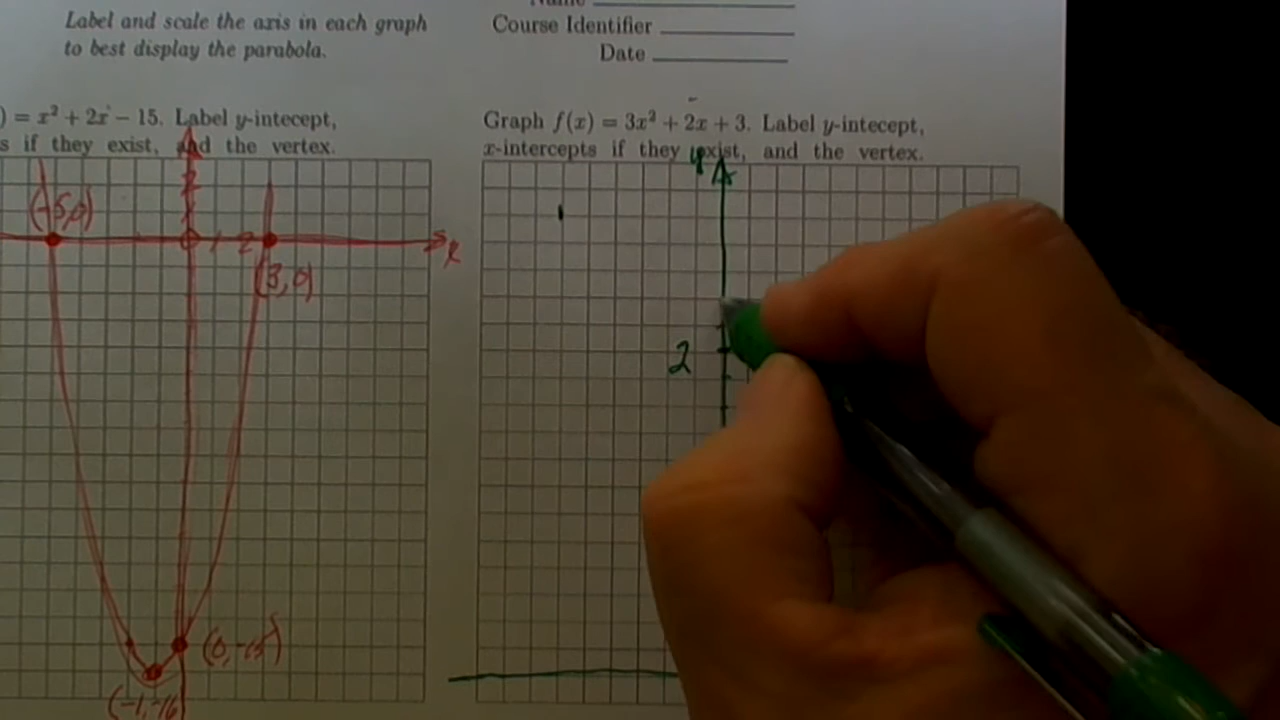 Label and scale the axis in each graph
to best display the parabola.
Name
Course Identifier
Date
) = x² + 2x - 15. Label y-intecept,
s if they exist, and the vertex.
(-5,0)
1 2
x
(3, 0)
(0, -15)
(-1, -16)
Graph f(x) = 3x² + 2x + 3. Label y-intecept,
x-intercepts if they exist, and the vertex.
y
2